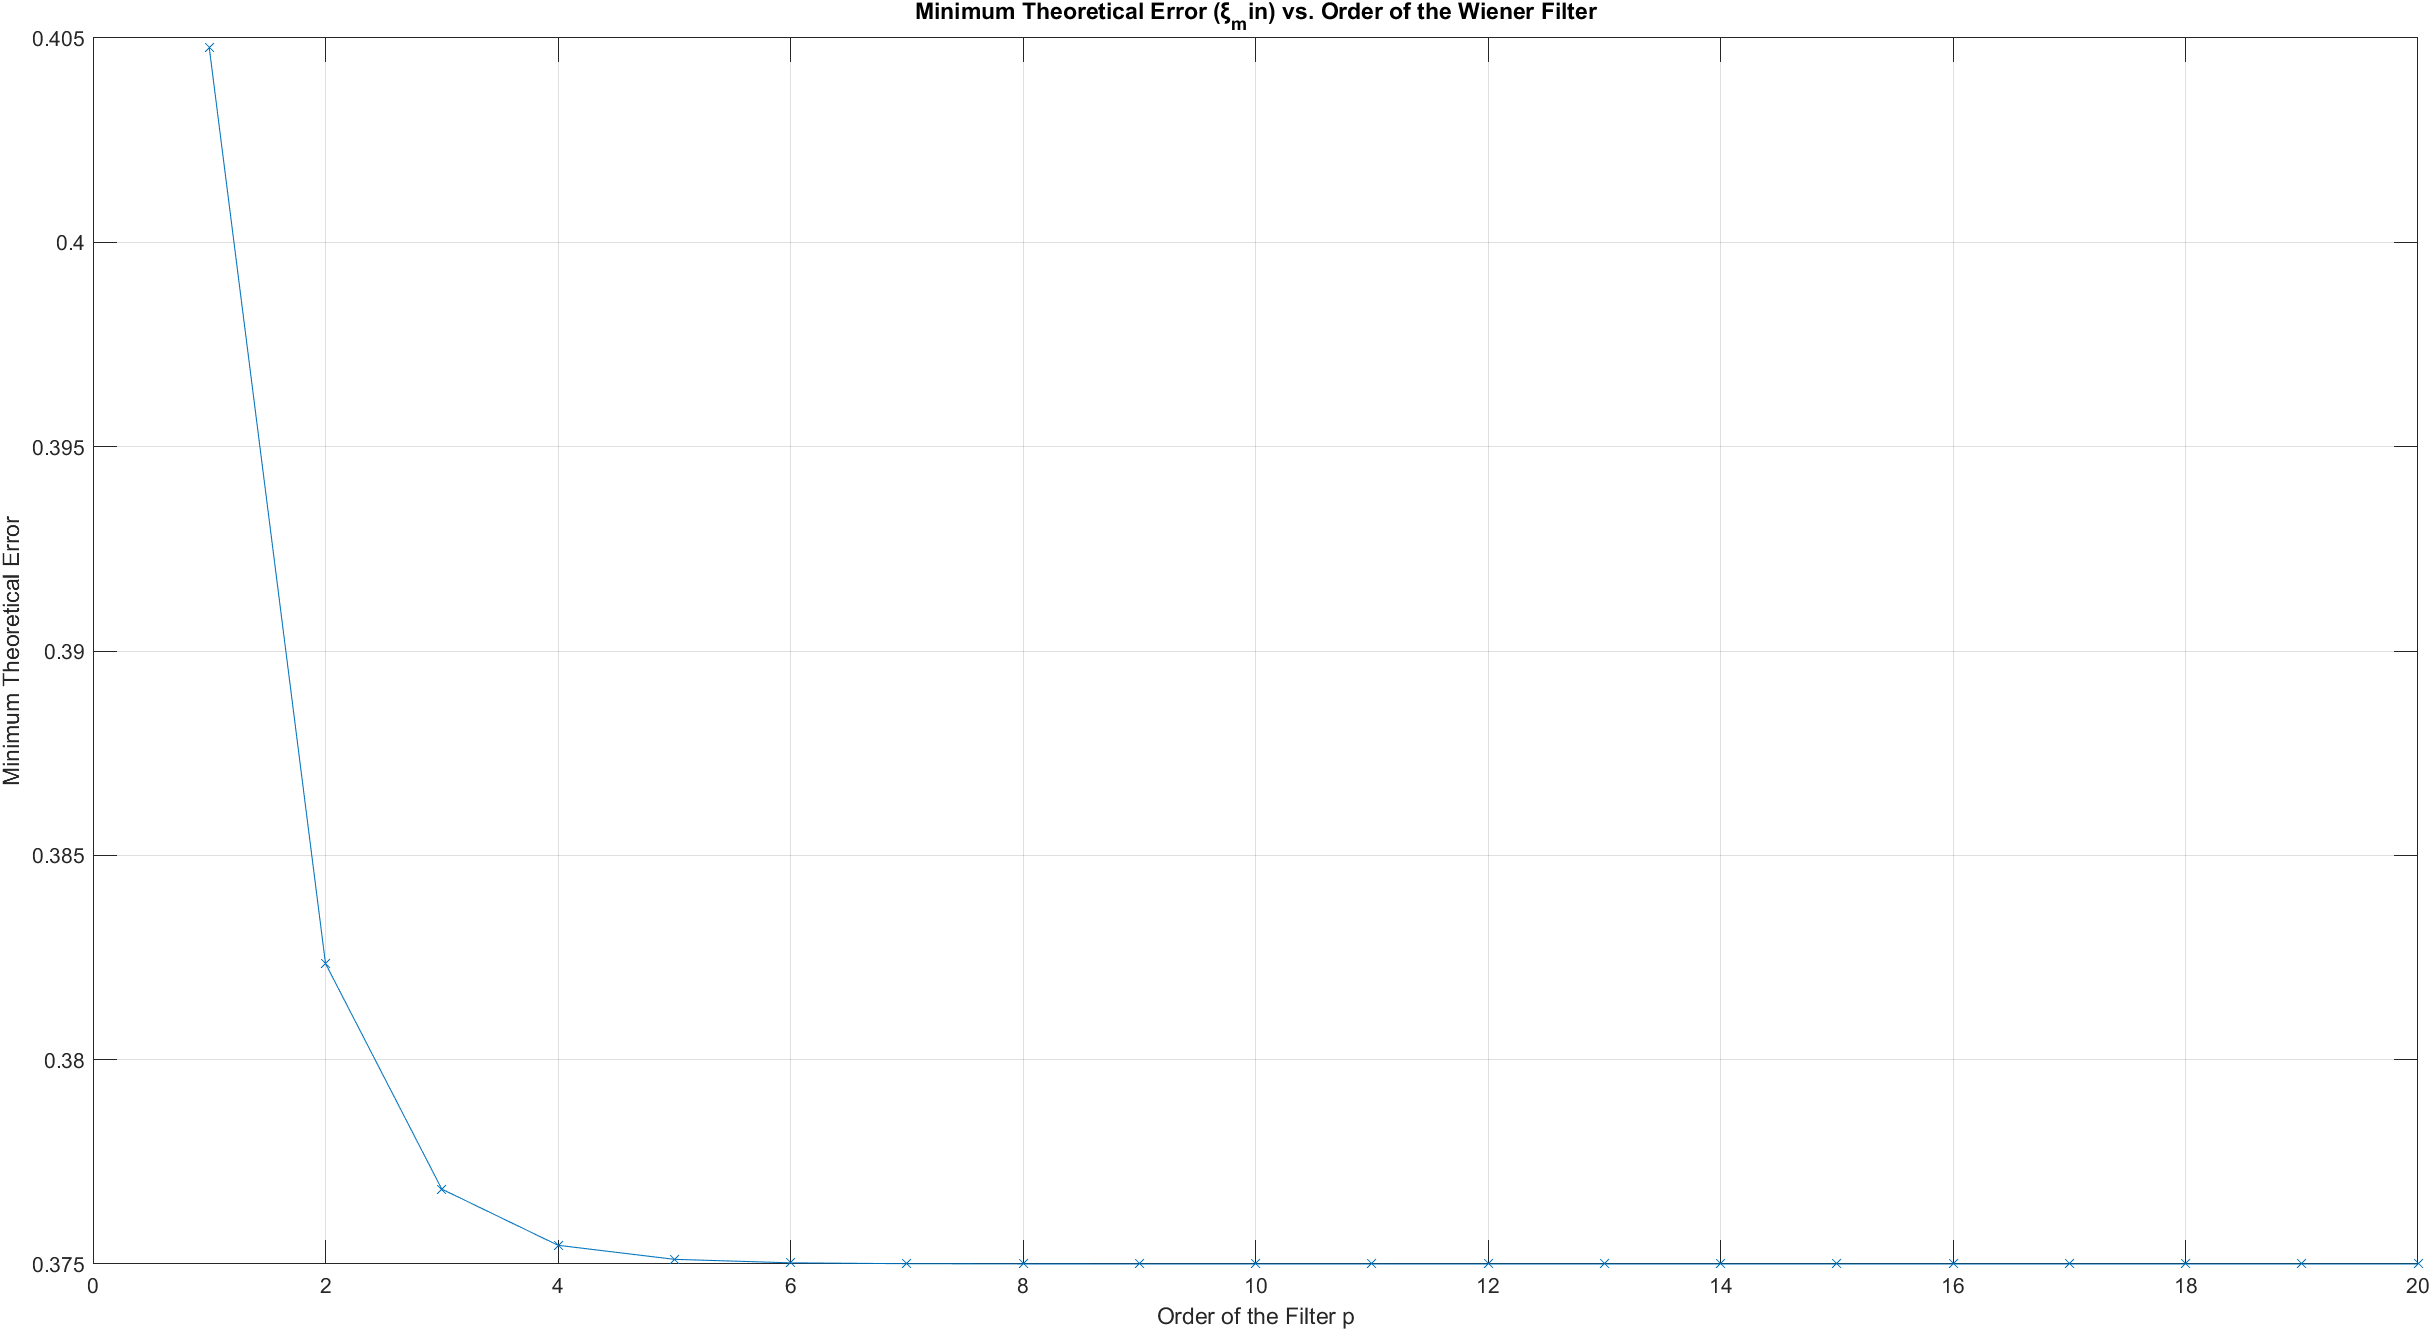 Minimum Theoretical Error (ξmin) vs. Order of the Wiener Filter
0.405
0.4
0.395
0.39
0.385
0.38
0.375
Minimum Theoretical Error
0 2 4 6 8 10 12 14 16 18 20
Order of the Filter p